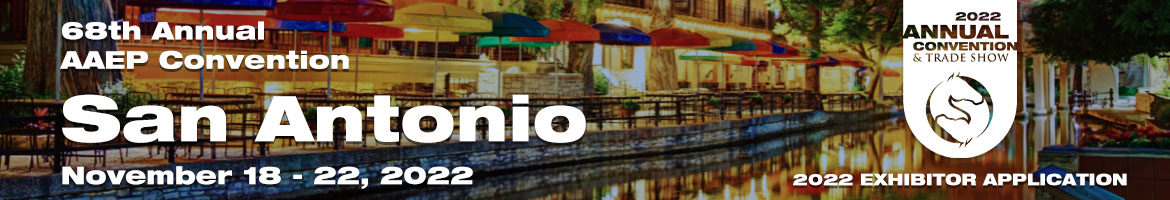 68th Annual
AAEP Convention
San Antonio
November 18 - 22, 2022
2022
ANNUAL
CONVENTION
& TRADE SHOW
2022 EXHIBITOR APPLICATION